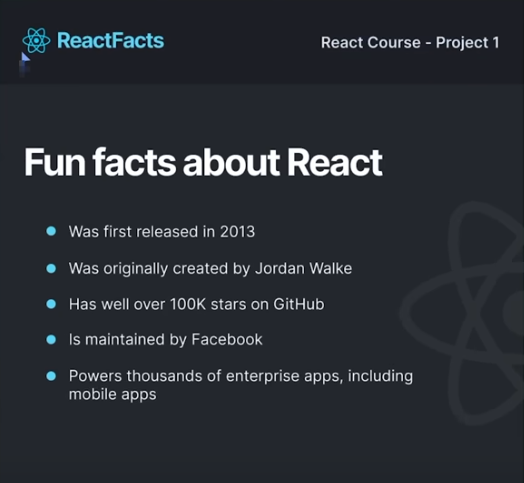 ReactFacts
React Course - Project 1
Fun facts about React
Was first released in 2013
Was originally created by Jordan Walke
Has well over 100K stars on GitHub
Is maintained by Facebook
Powers thousands of enterprise apps, including
mobile apps